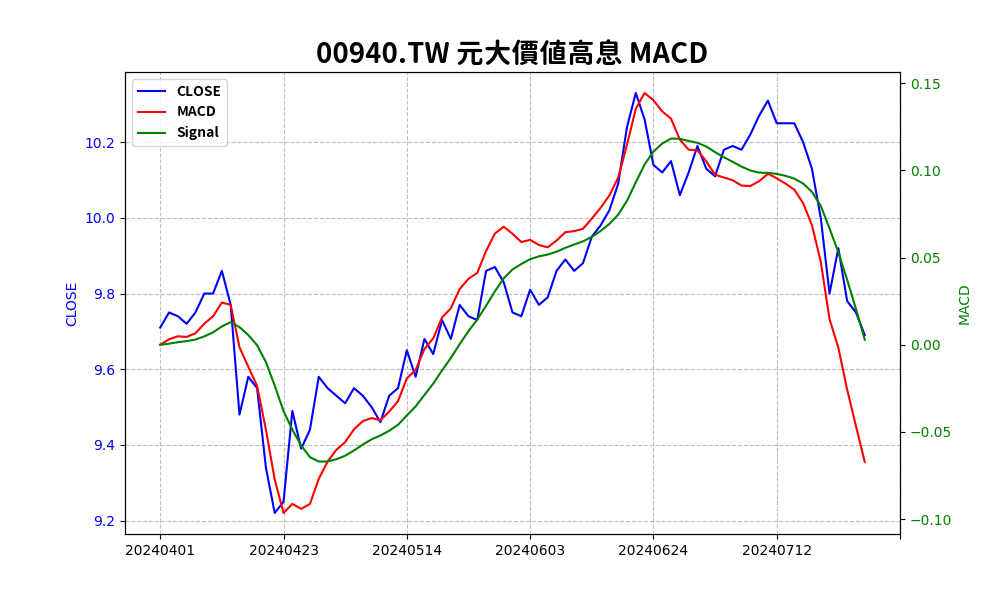 00940.TW 元大價值高息 MACD
CLOSE
MACD
Signal
CLOSE
10.2
10.0
9.8
9.6
9.4
9.2
0.15
0.10
0.05
0.00
−0.05
−0.10
MACD
20240401 20240423 20240514 20240603 20240624 20240712